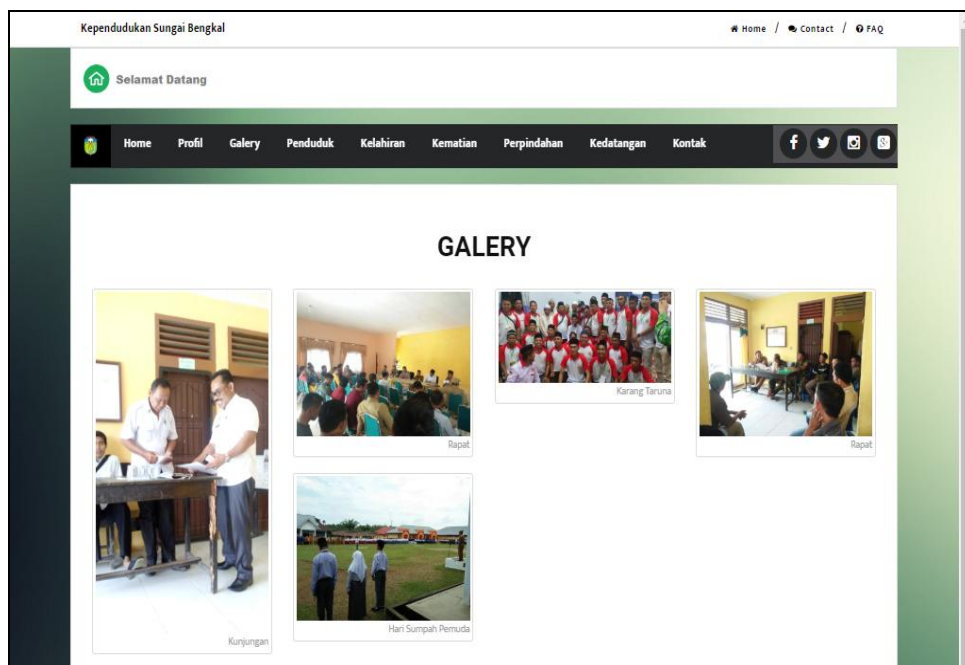 Kependudukan Sungai Bengkal
Home / Contact / FAQ
Selamat Datang
Home Profil Galery Penduduk Kelahiran Kematian Perpindahan Kedatangan Kontak
GALERY
Kunjungan
Rapat
Karang Taruna
Rapat
Hari Sumpah Pemuda